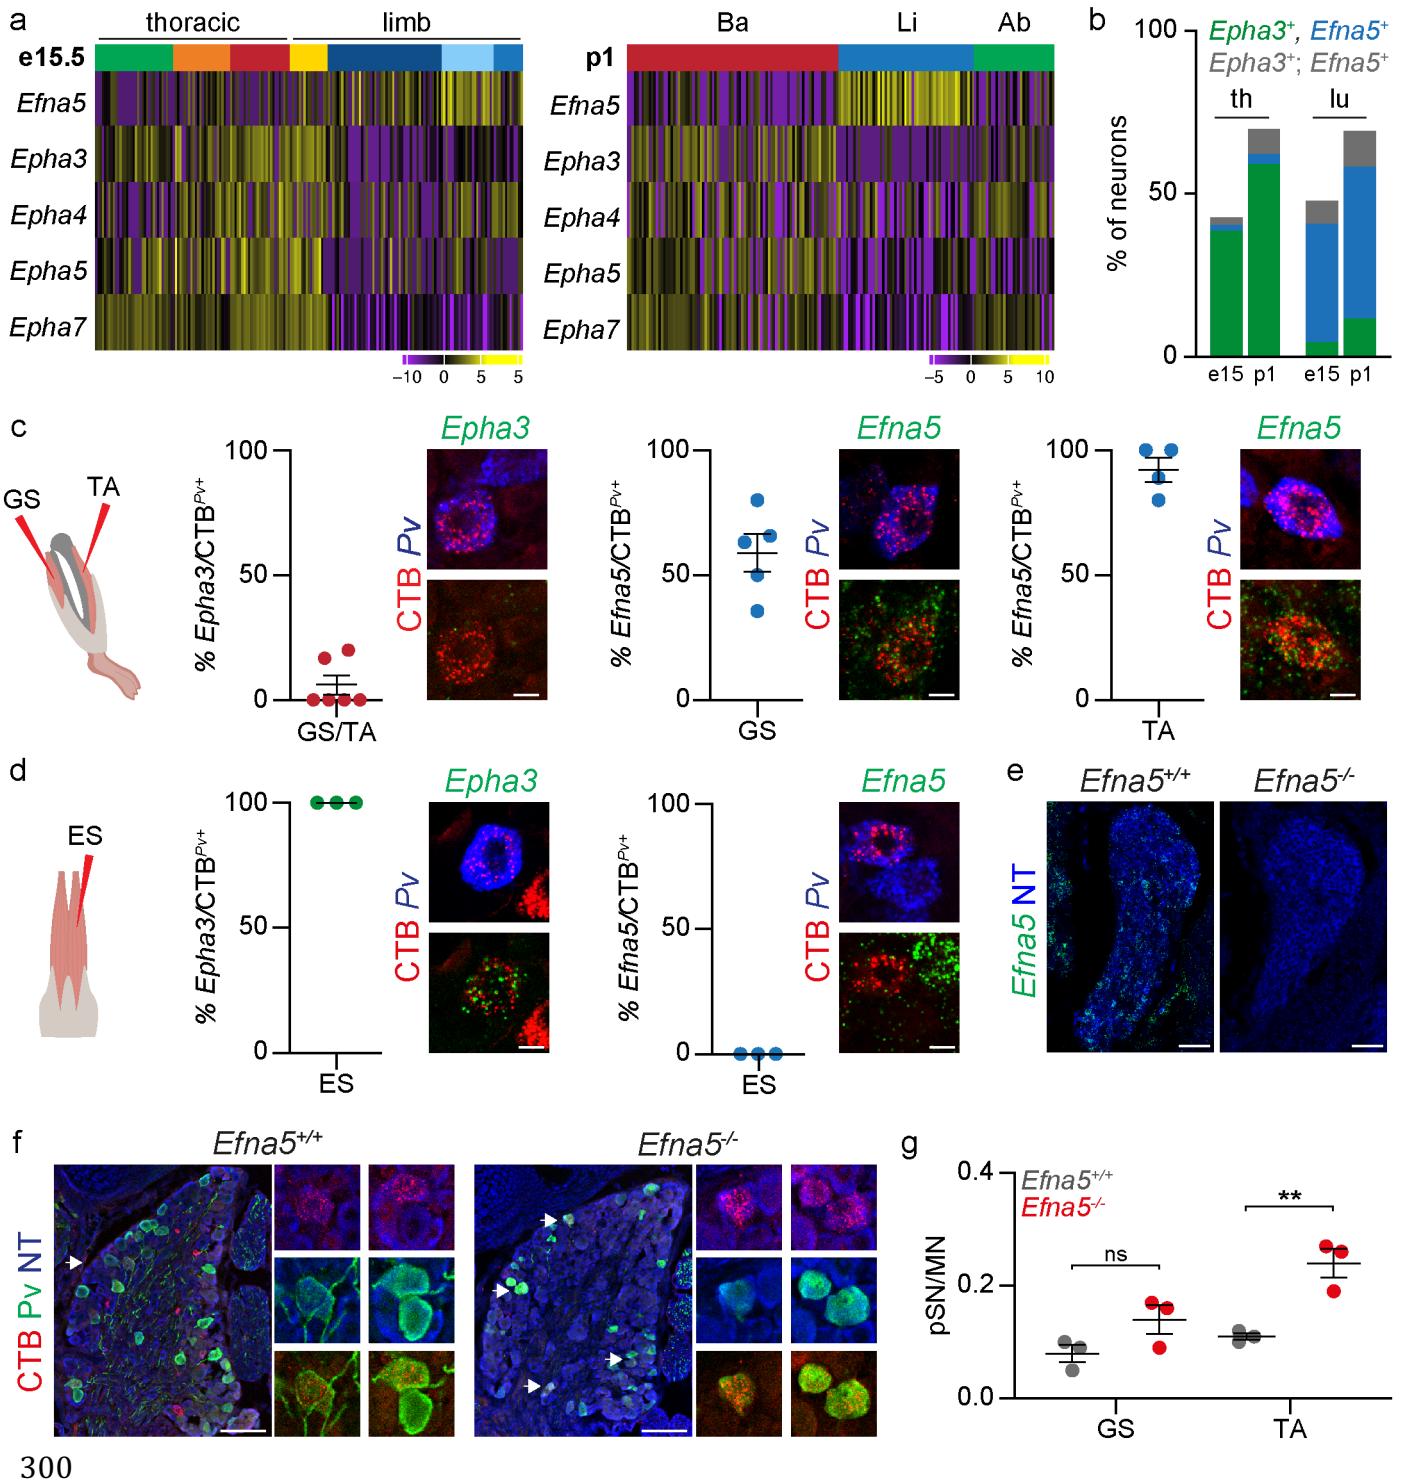 a
thoracic
limb
e15.5
Efna5
Epha3
Epha4
Epha5
Epha7
−10 0 5 5
Ba
Li
Ab
p1
Efna5
Epha3
Epha4
Epha5
Epha7
−5 0 5 10
b
Epha3+, Efna5+
Epha3+; Efna5+
th
lu
% of neurons
100
50
0
e15 p1 e15 p1
c
GS
TA
% Epha3/CTBPv+
100
50
0
GS/TA
Epha3
CTB Pv
% Efna5/CTBPv+
100
50
0
GS
Efna5
CTB Pv
% Efna5/CTBPv+
100
50
0
TA
Efna5
CTB Pv
d
ES
% Epha3/CTBPv+
100
50
0
ES
Epha3
CTB Pv
% Efna5/CTBPv+
100
50
0
ES
Efna5
CTB Pv
e
Efna5+/+
Efna5-/-
Efna5 NT
f
Efna5+/+
Efna5-/-
CTB Pv NT
g
Efna5+/+
Efna5-/-
pSN/MN
0.4
0.2
0.0
ns
**
GS
TA
300